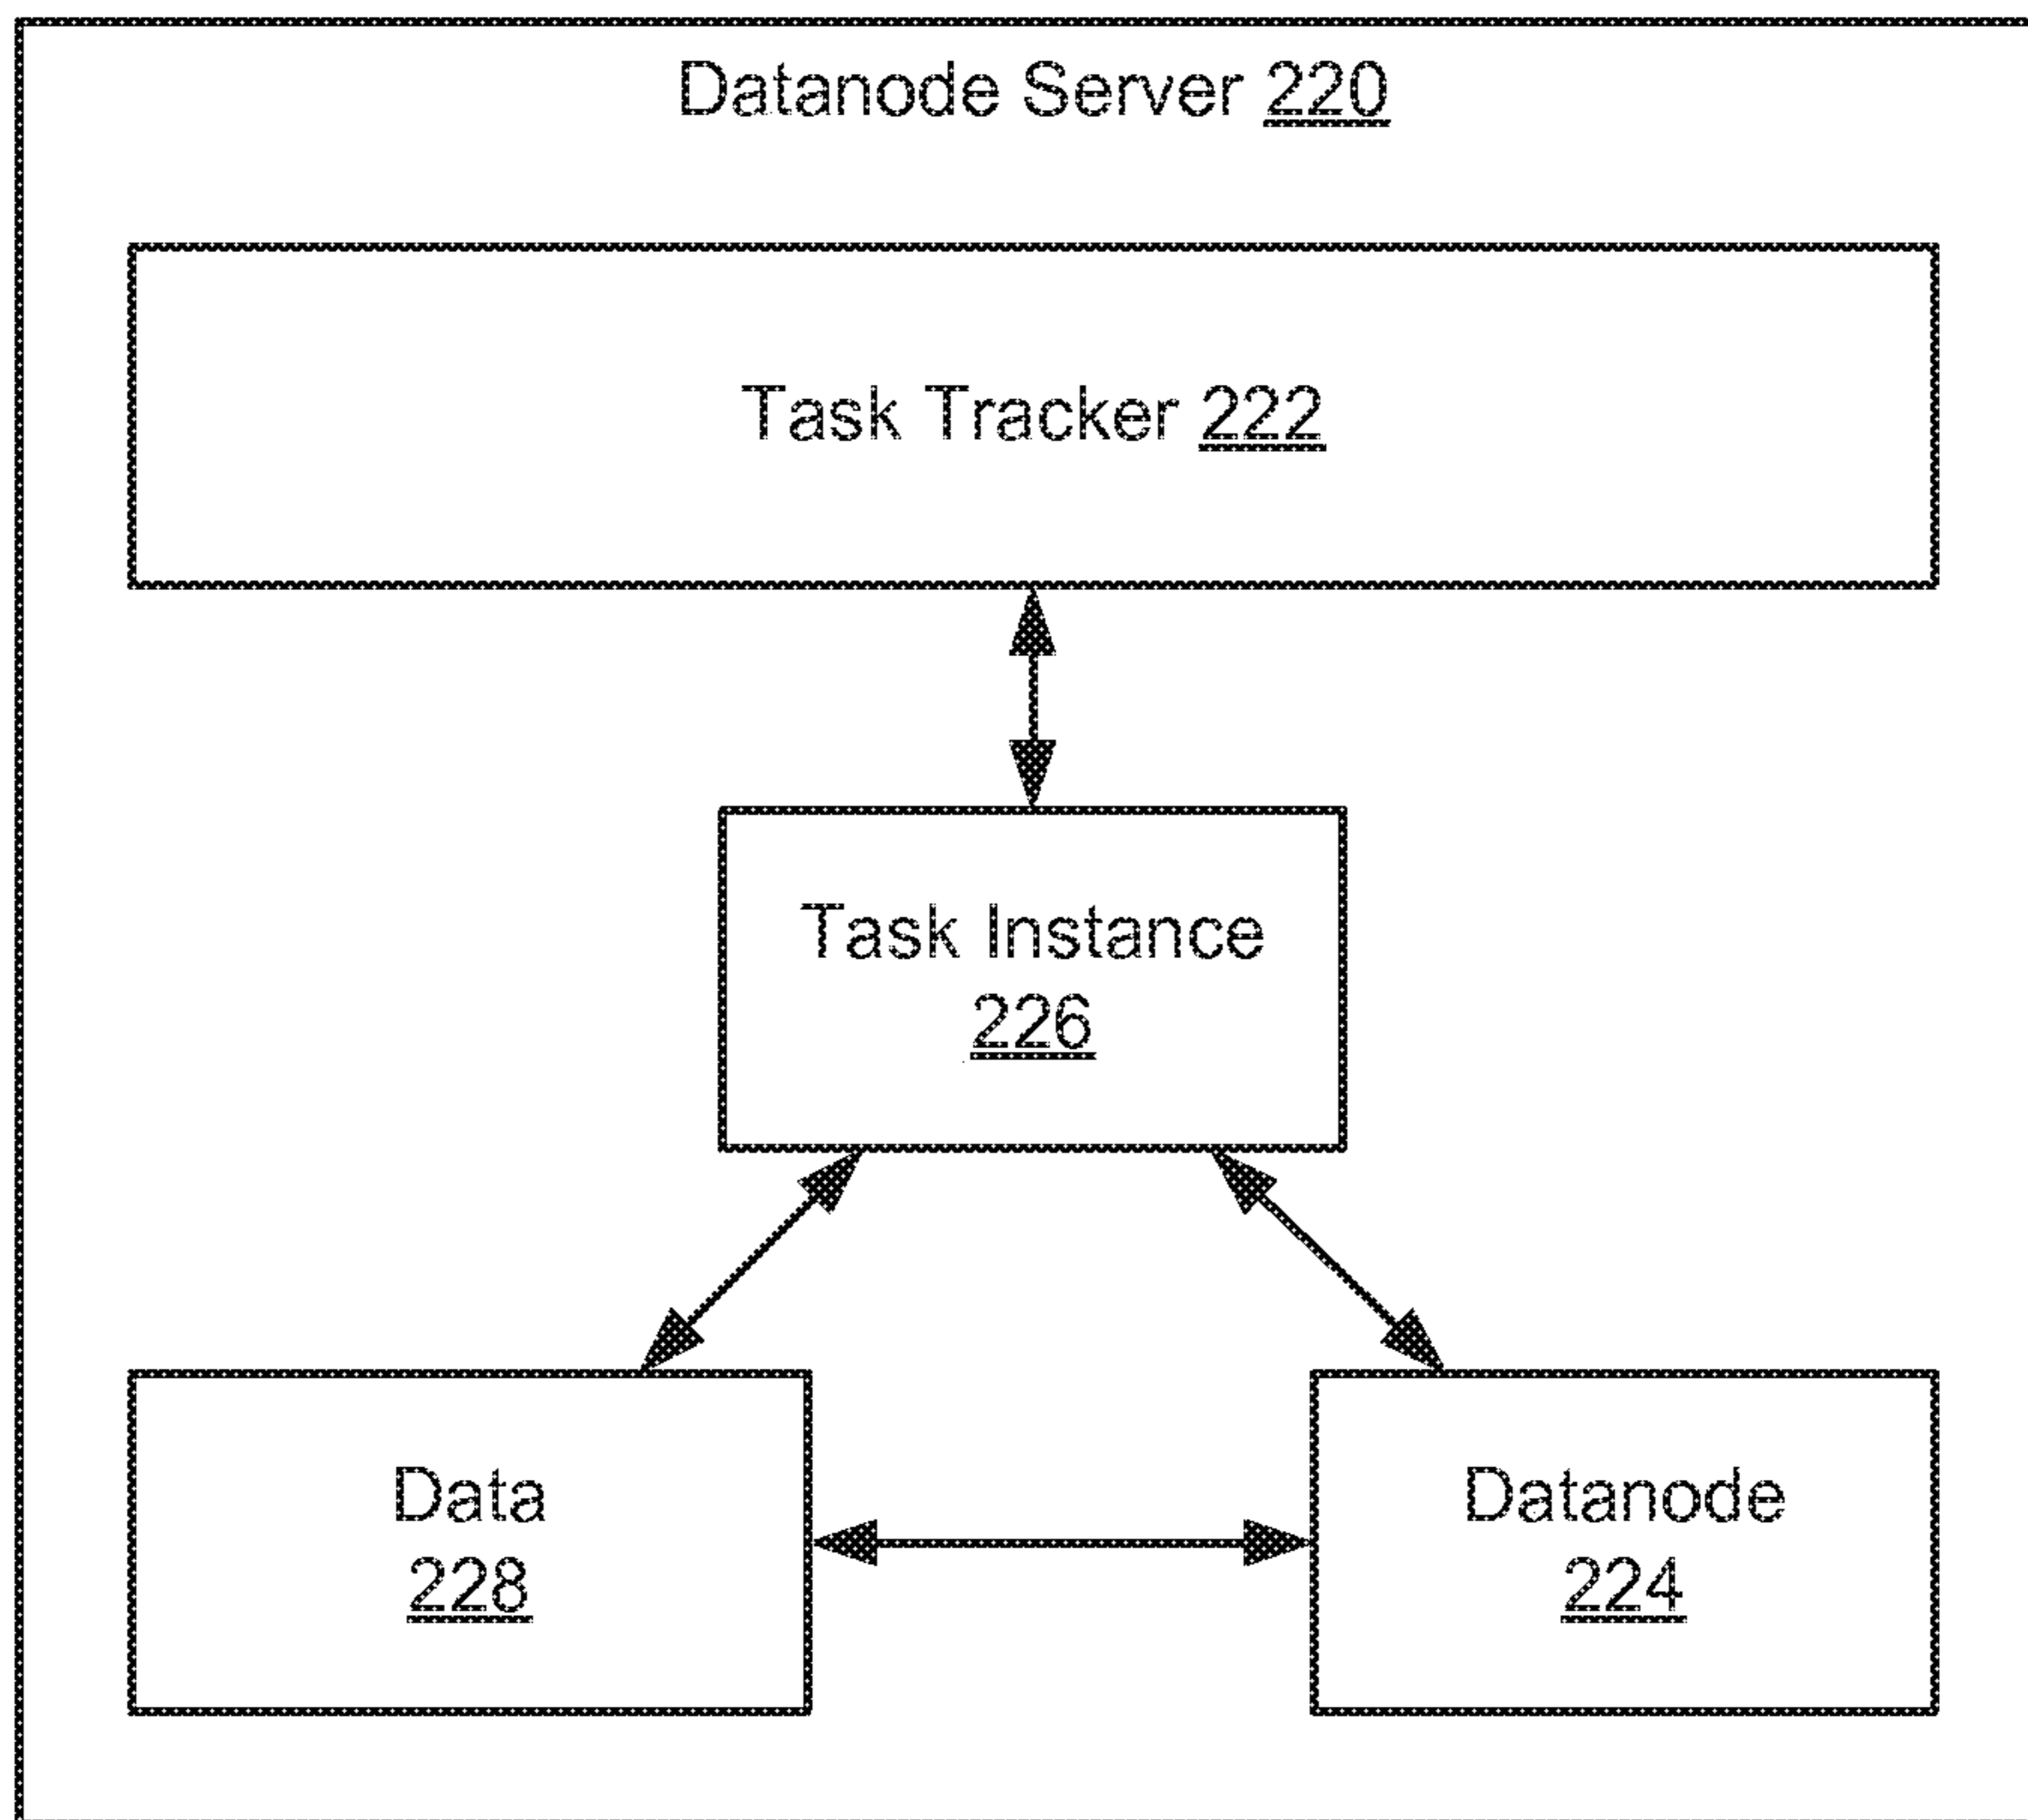 Datanode Server 220
Task Tracker 222
Task Instance
226
Data
228
Datanode
224